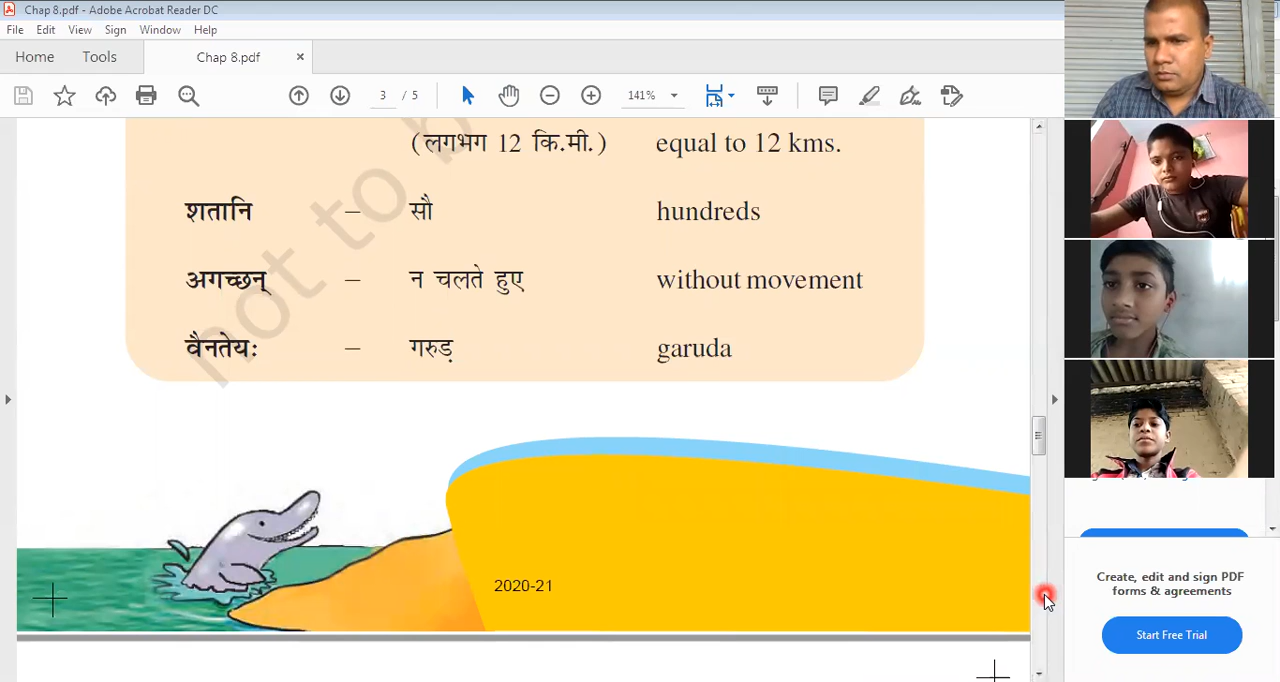 Chap 8.pdf - Adobe Acrobat Reader DC
File Edit View Sign Window Help
Home Tools Chap 8.pdf ×
3 / 5 141%
(लगभग 12 कि.मी.) equal to 12 kms.
शतानि – सौ hundreds
अगच्छन् – न चलते हुए without movement
वैनतेयः – गरुड़ garuda
not to b
2020-21
Create, edit and sign PDF
forms & agreements
Start Free Trial